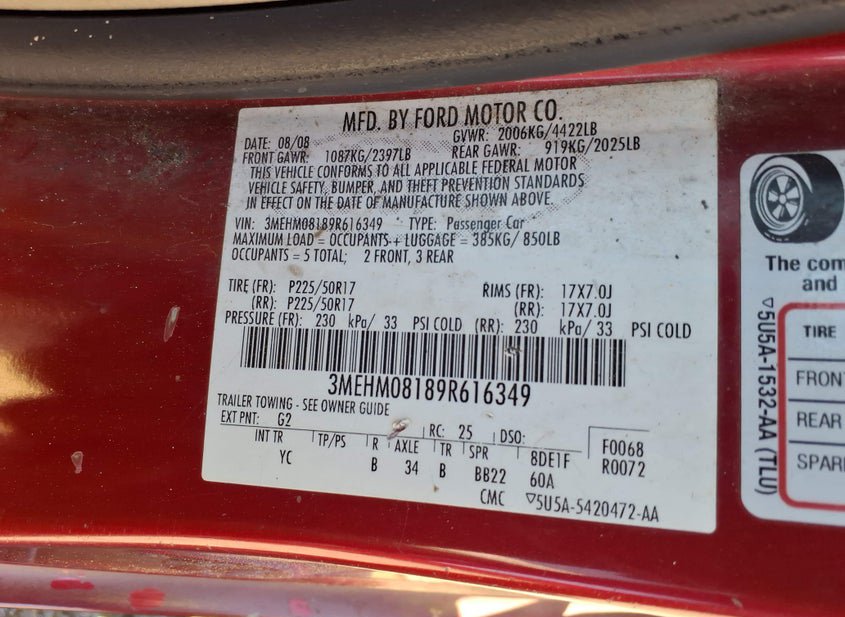 MFD. BY FORD MOTOR CO.
DATE: 08/08 GVWR: 2006KG/4422LB
FRONT GAWR: 1087KG/2397LB REAR GAWR: 919KG/2025LB
THIS VEHICLE CONFORMS TO ALL APPLICABLE FEDERAL MOTOR
VEHICLE SAFETY, BUMPER, AND THEFT PREVENTION STANDARDS
IN EFFECT ON THE DATE OF MANUFACTURE SHOWN ABOVE.
VIN: 3MEHM08189R616349 TYPE: Passenger Car
MAXIMUM LOAD = OCCUPANTS + LUGGAGE = 385KG/ 850LB
OCCUPANTS = 5 TOTAL; 2 FRONT, 3 REAR
TIRE (FR): P225/50R17 RIMS (FR): 17X7.0J
(RR): P225/50R17 (RR): 17X7.0J
PRESSURE (FR): 230 kPa/ 33 PSI COLD (RR): 230 kPa/ 33 PSI COLD
3MEHM08189R616349
TRAILER TOWING - SEE OWNER GUIDE
EXT PNT: G2 RC: 25 DSO:
INT TR TP/PS R AXLE TR SPR 8DE1F F0068
YC B 34 B BB22 60A R0072
CMC ▽5U5A-5420472-AA
The com
and
TIRE
FRONT
REAR
SPAR
▽5U5A-1532-AA (TLU)